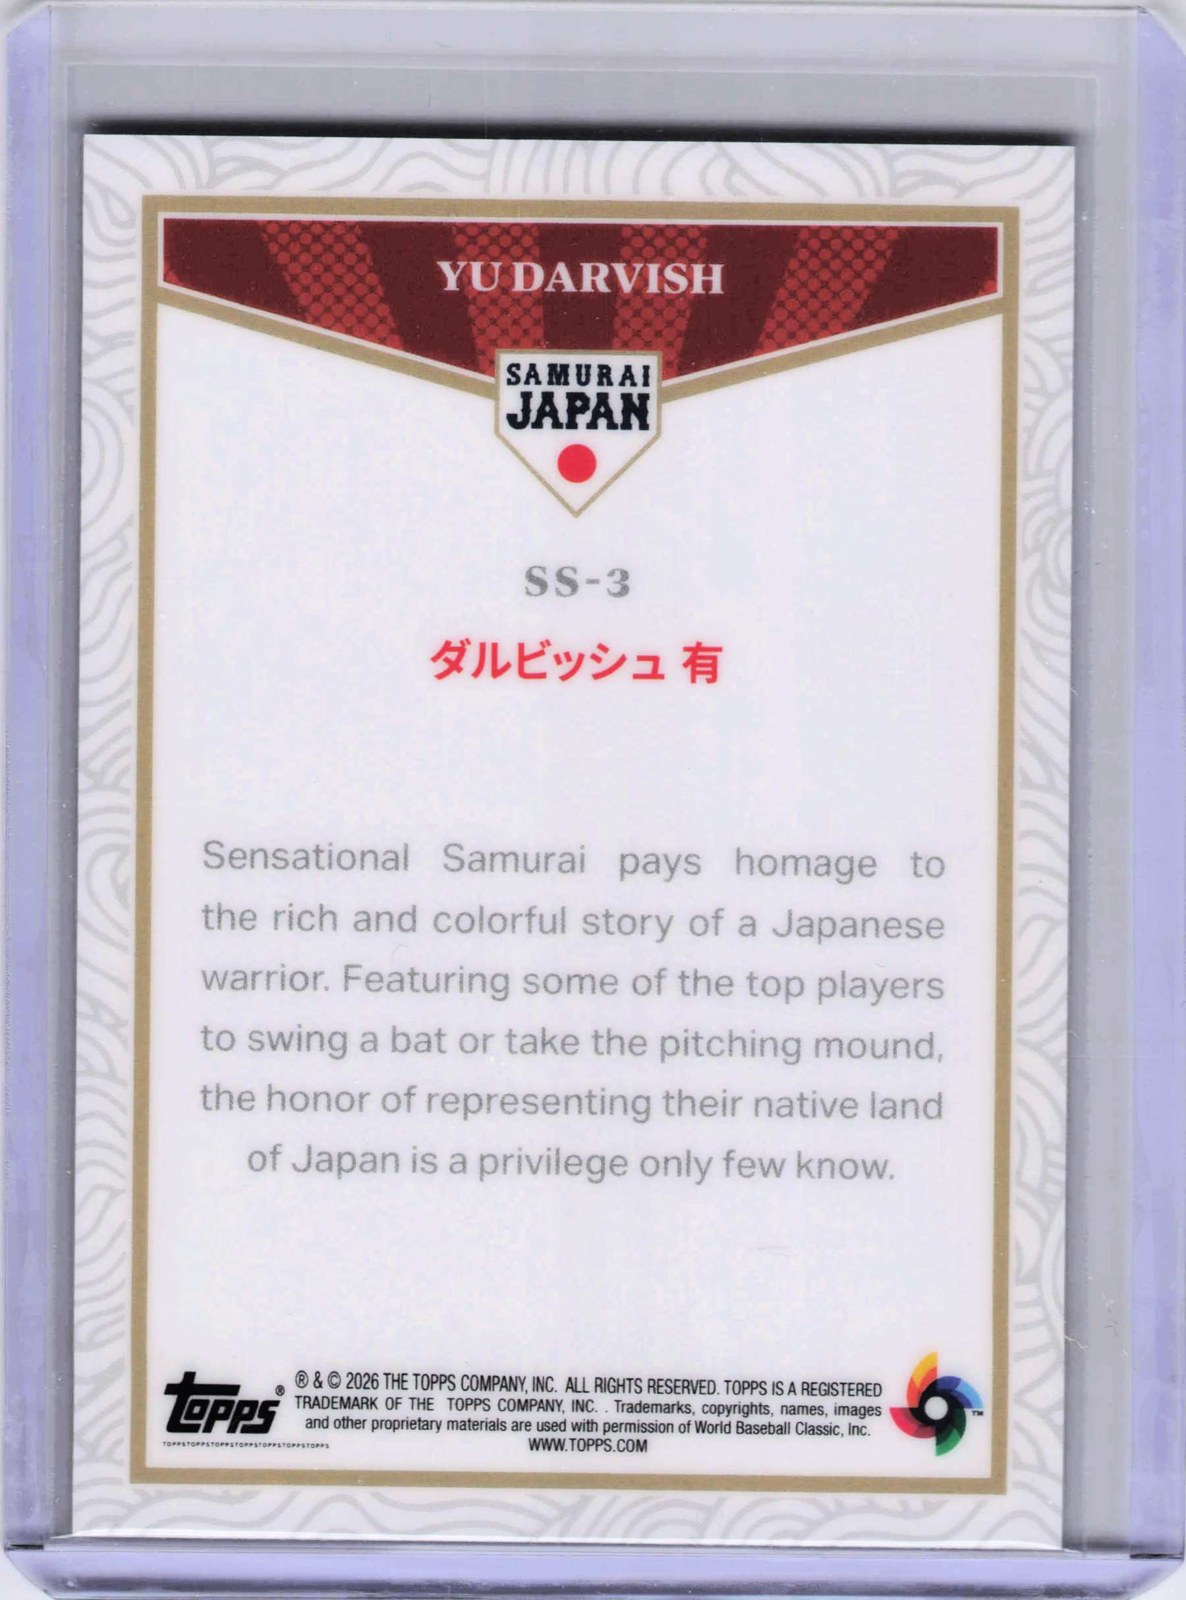 YU DARVISH
SAMURAI
JAPAN
SS-3
ダルビッシュ 有
Sensational Samurai pays homage to
the rich and colorful story of a Japanese
warrior. Featuring some of the top players
to swing a bat or take the pitching mound,
the honor of representing their native land
of Japan is a privilege only few know.
topps®
TOPPSTOPPSTOPPSTOPPSTOPPSTOPPSTOPPS
® & © 2026 THE TOPPS COMPANY, INC. ALL RIGHTS RESERVED. TOPPS IS A REGISTERED
TRADEMARK OF THE TOPPS COMPANY, INC. . Trademarks, copyrights, names, images
and other proprietary materials are used with permission of World Baseball Classic, Inc.
WWW.TOPPS.COM
™